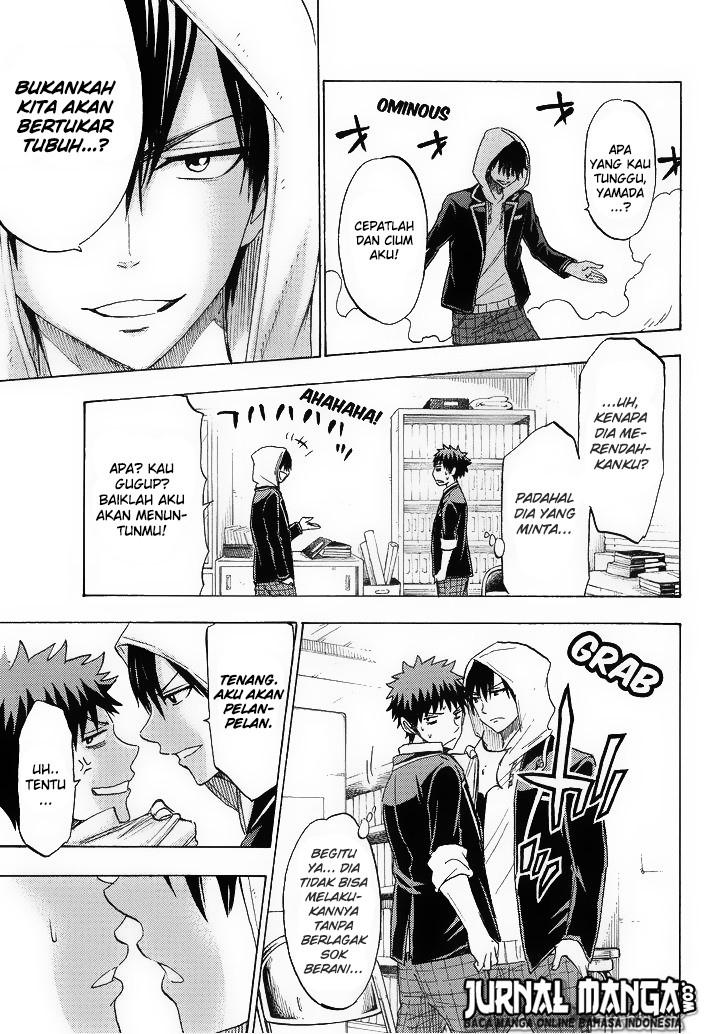 APA
YANG KAU
TUNGGU,
YAMADA
...?
CEPATLAH
DAN CIUM
AKU!
OMINOUS
BUKANKAH
KITA AKAN
BERTUKAR
TUBUH...?
...UH,
KENAPA
DIA ME-
RENDAH-
KANKU?
PADAHAL
DIA YANG
MINTA...
AHAHAHA!
APA? KAU
GUGUP?
BAIKLAH AKU
AKAN MENUN-
TUNMU!
GRAB
BEGITU
YA... DIA
TIDAK BISA
MELAKU-
KANNYA
TANPA
BERLAGAK
SOK
BERANI...
TENANG.
AKU AKAN
PELAN-
PELAN.
UH..
TENTU
...
JURNAL MANGA.COM
BACA MANGA ONLINE BAHASA INDONESIA